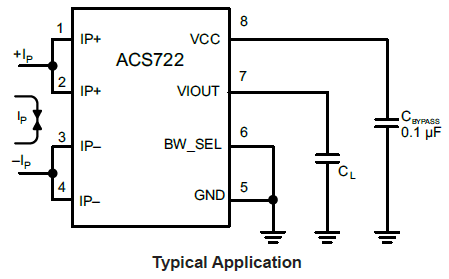 1 IP+ VCC 8
+IP
ACS722
2 IP+ VIOUT 7
IP
3 IP– BW_SEL 6
–IP
4 IP– GND 5
CBYPASS
0.1 µF
CL
Typical Application